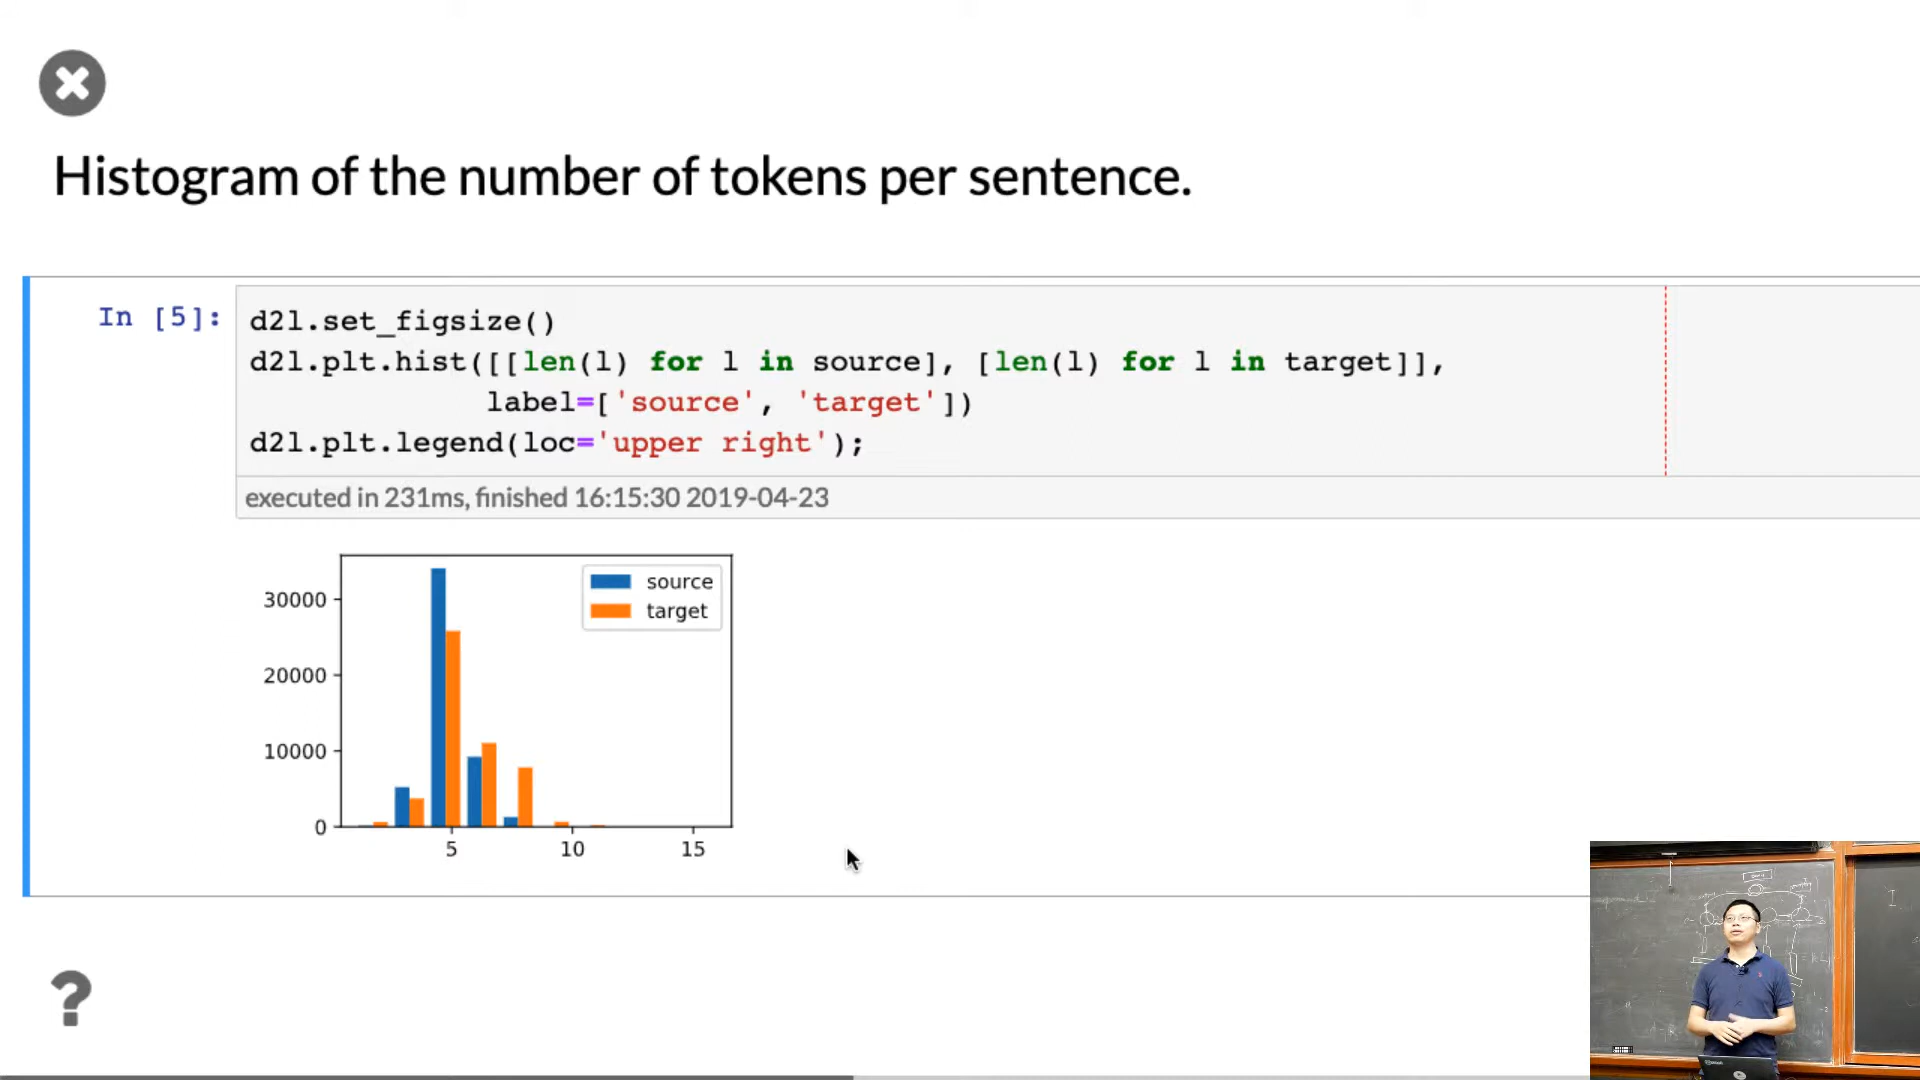 Histogram of the number of tokens per sentence.
In [5]:
d2l.set_figsize()
d2l.plt.hist([[len(l) for l in source], [len(l) for l in target]],
label=['source', 'target'])
d2l.plt.legend(loc='upper right');
executed in 231ms, finished 16:15:30 2019-04-23
source
target
30000
20000
10000
0
5 10 15
?